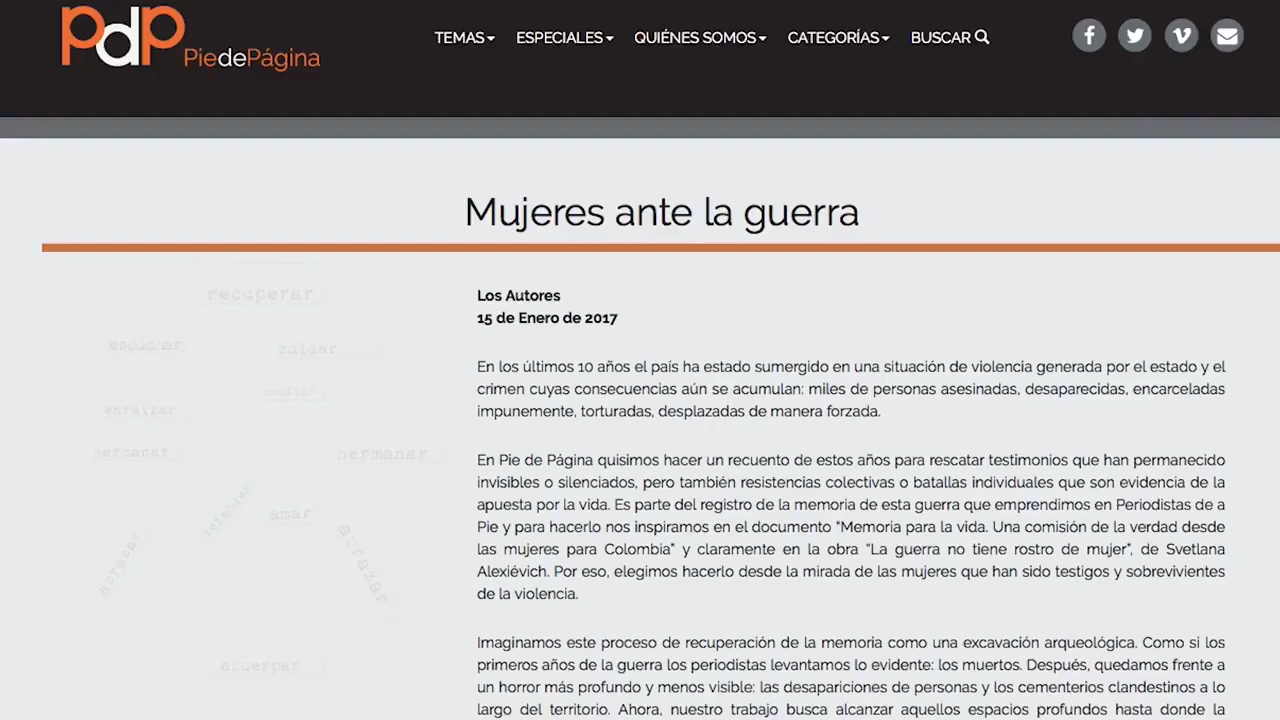 PdP PiedePágina
TEMAS ESPECIALES QUIÉNES SOMOS CATEGORÍAS BUSCAR
Mujeres ante la guerra
Los Autores
15 de Enero de 2017
En los últimos 10 años el país ha estado sumergido en una situación de violencia generada por el estado y el
crimen cuyas consecuencias aún se acumulan: miles de personas asesinadas, desaparecidas, encarceladas
impunemente, torturadas, desplazadas de manera forzada.
En Pie de Página quisimos hacer un recuento de estos años para rescatar testimonios que han permanecido
invisibles o silenciados, pero también resistencias colectivas o batallas individuales que son evidencia de la
apuesta por la vida. Es parte del registro de la memoria de esta guerra que emprendimos en Periodistas de a
Pie y para hacerlo nos inspiramos en el documento “Memoria para la vida. Una comisión de la verdad desde
las mujeres para Colombia” y claramente en la obra “La guerra no tiene rostro de mujer”, de Svetlana
Alexiévich. Por eso, elegimos hacerlo desde la mirada de las mujeres que han sido testigos y sobrevivientes
de la violencia.
Imaginamos este proceso de recuperación de la memoria como una excavación arqueológica. Como si los
primeros años de la guerra los periodistas levantamos lo evidente: los muertos. Después, quedamos frente a
un horror más profundo y menos visible: las desapariciones de personas y los cementerios clandestinos a lo
largo del territorio. Ahora, nuestro trabajo busca alcanzar aquellos espacios profundos hasta donde la
recuperar
escuchar
cuidar
confiar
enraizar
hermanar
hermanar
defender
amar
abrazar
abrazar
acuerpar